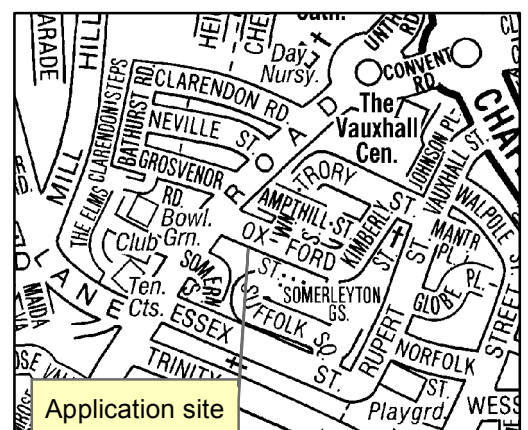 ARADE
HILL
MILL
Day
Nursy.
CONVENT
RD.
The
Vauxhall
Cen.
CLARENDON RD.
NEVILLE ST.
GROSVENOR
RD.
BATHURST RD.
CLARENDON STEPS
THE ELMS
ROAD
TRORY
AMPTHILL ST.
KIMBERLY ST.
JOHNSON PL.
VAUXHALL ST.
WALPOLE
MANTR
PL.
GLOBE PL.
STREET
Bowl.
Grn.
Club
Ten.
Cts.
OX-
FORD
ST.
SOMERLEYTON
GS.
SUFFOLK SQ
ESSEX
ST.
RUPERT ST.
NORFOLK
ST.
Playgrd.
WESS
TRINITY
LANE
MAIDA
Application site